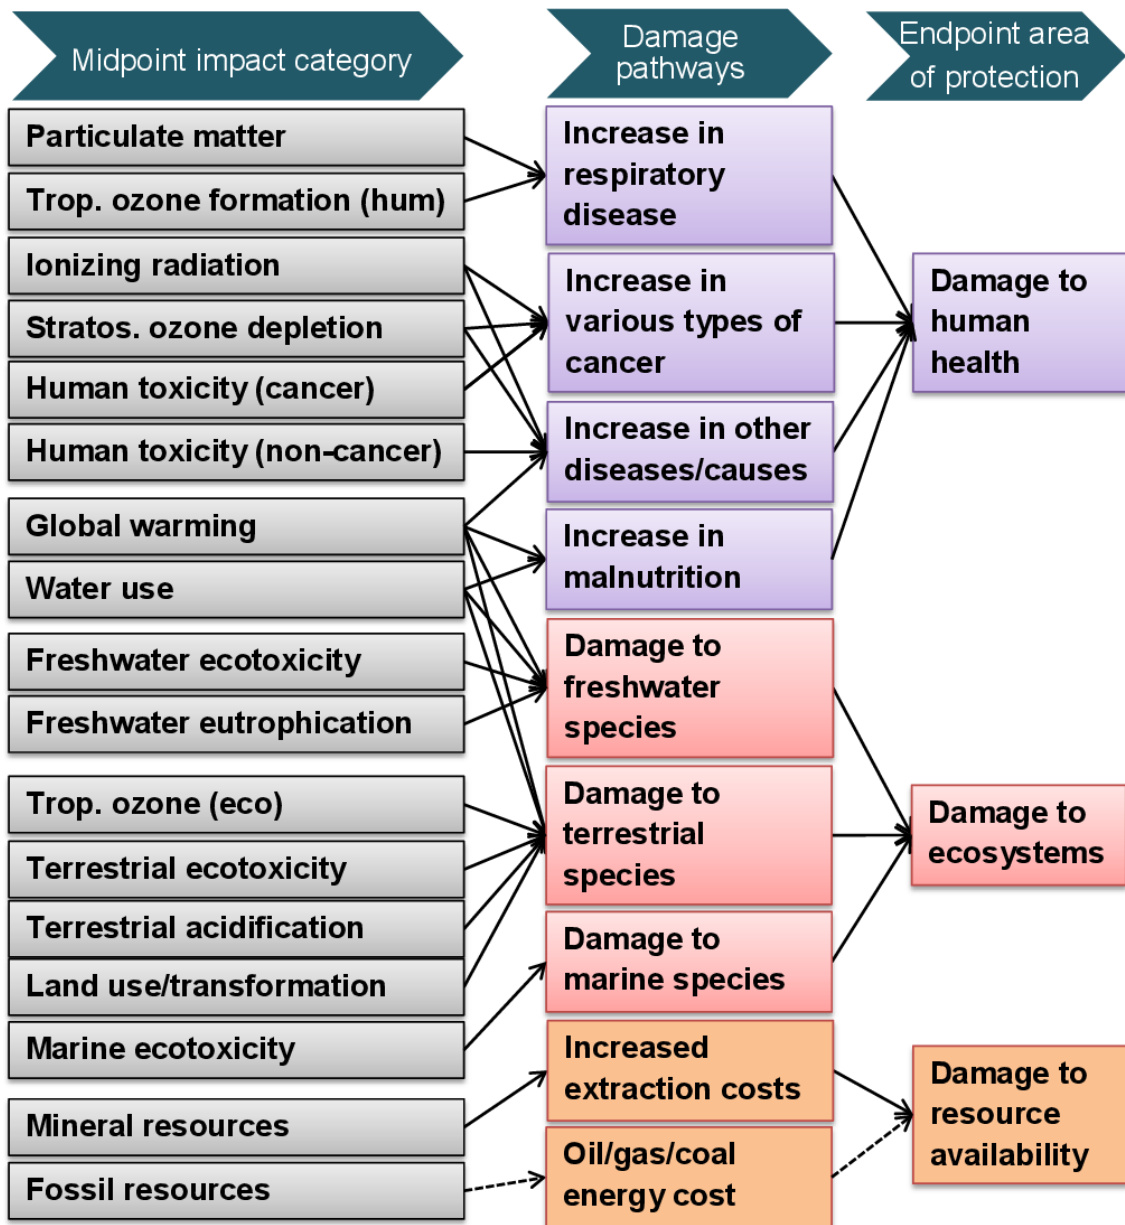 Midpoint impact category
Damage
pathways
Endpoint area
of protection
Particulate matter
Trop. ozone formation (hum)
Ionizing radiation
Stratos. ozone depletion
Human toxicity (cancer)
Human toxicity (non-cancer)
Global warming
Water use
Freshwater ecotoxicity
Freshwater eutrophication
Trop. ozone (eco)
Terrestrial ecotoxicity
Terrestrial acidification
Land use/transformation
Marine ecotoxicity
Mineral resources
Fossil resources
Increase in
respiratory
disease
Increase in
various types of
cancer
Increase in other
diseases/causes
Increase in
malnutrition
Damage to
freshwater
species
Damage to
terrestrial
species
Damage to
marine species
Increased
extraction costs
Oil/gas/coal
energy cost
Damage to
human
health
Damage to
ecosystems
Damage to
resource
availability